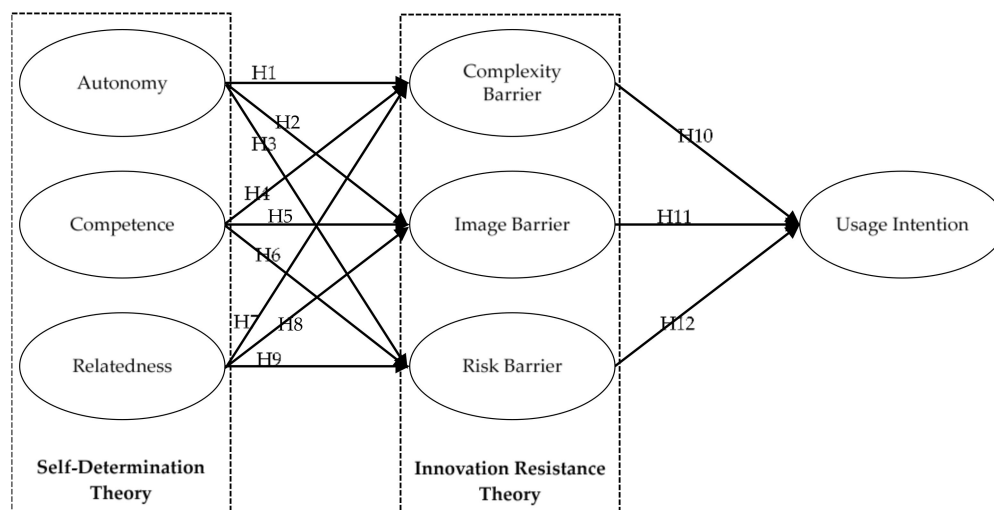 Autonomy
Competence
Relatedness
Self-Determination
Theory
H1
H2
H3
H4
H5
H6
H7
H8
H9
Complexity
Barrier
Image Barrier
Risk Barrier
Innovation Resistance
Theory
H10
H11
H12
Usage Intention